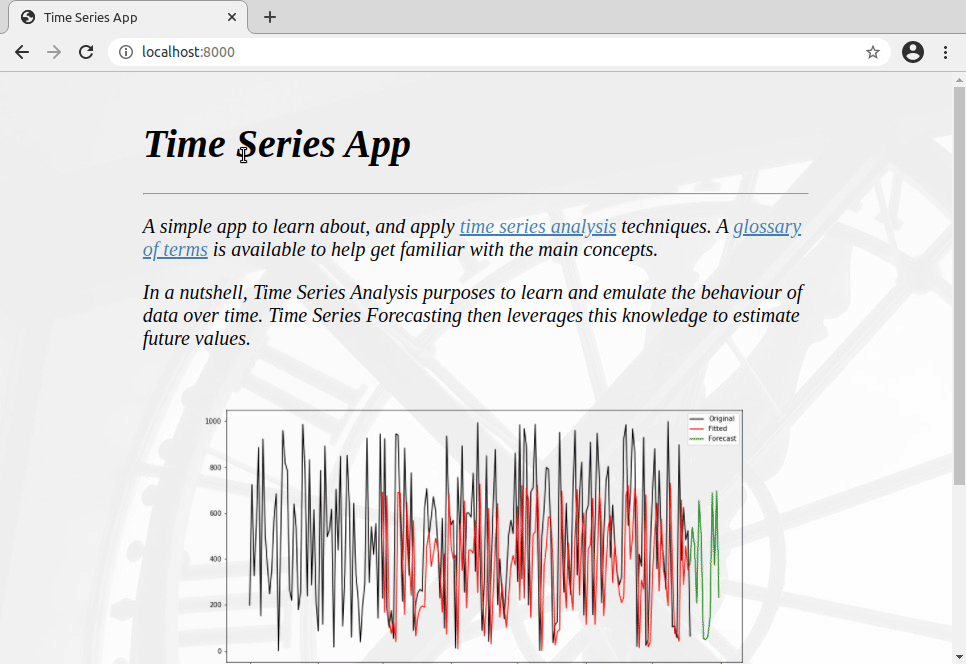 Time Series App
localhost:8000
Time Series App
A simple app to learn about, and apply time series analysis techniques. A glossary
of terms is available to help get familiar with the main concepts.
In a nutshell, Time Series Analysis purposes to learn and emulate the behaviour of
data over time. Time Series Forecasting then leverages this knowledge to estimate
future values.
1000
800
600
400
200
0
Original
Fitted
Forecast